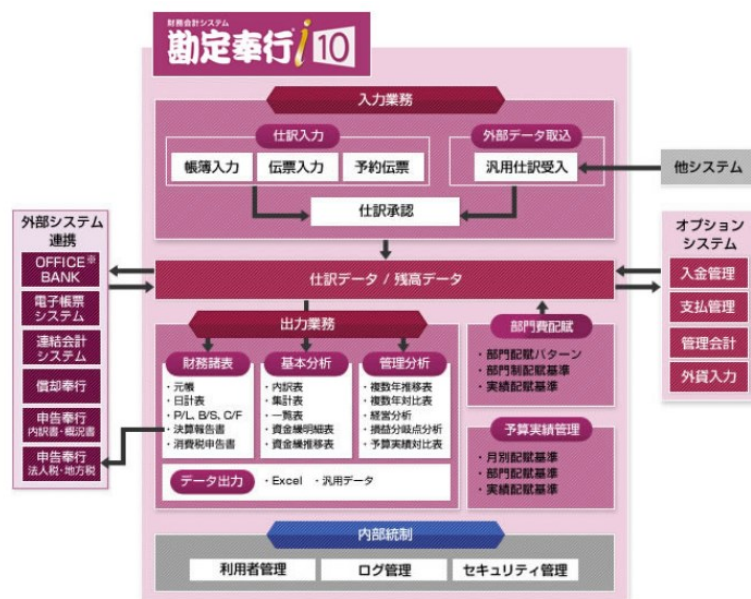 財務会計システム
勘定奉行i10
入力業務
仕訳入力
外部データ取込
帳簿入力
伝票入力
予約伝票
汎用仕訳受入
他システム
仕訳承認
外部システム
連携
OFFICE※
BANK
電子帳票
システム
連結会計
システム
償却奉行
申告奉行
内訳書・概況書
申告奉行
法人税・地方税
仕訳データ / 残高データ
オプション
システム
入金管理
支払管理
管理会計
外貨入力
出力業務
財務諸表
・元帳
・日計表
・P/L、B/S、C/F
・決算報告書
・消費税申告書
基本分析
・内訳表
・集計表
・一覧表
・資金繰明細表
・資金繰推移表
管理分析
・複数年推移表
・複数年対比表
・経営分析
・損益分岐点分析
・予算実績対比表
データ出力
・Excel ・汎用データ
部門費配賦
・部門配賦パターン
・部門制配賦基準
・実績配賦基準
予算実績管理
・月別配賦基準
・部門配賦基準
・実績配賦基準
内部統制
利用者管理
ログ管理
セキュリティ管理